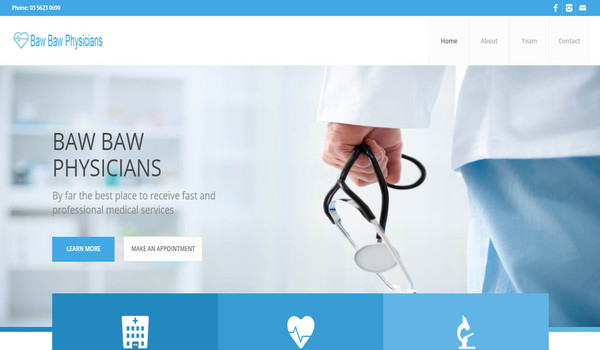 Phone: 03 5623 0690
Baw Baw Physicians
Home
About
Team
Contact
BAW BAW
PHYSICIANS
By far the best place to receive fast and
professional medical services
LEARN MORE
MAKE AN APPOINTMENT